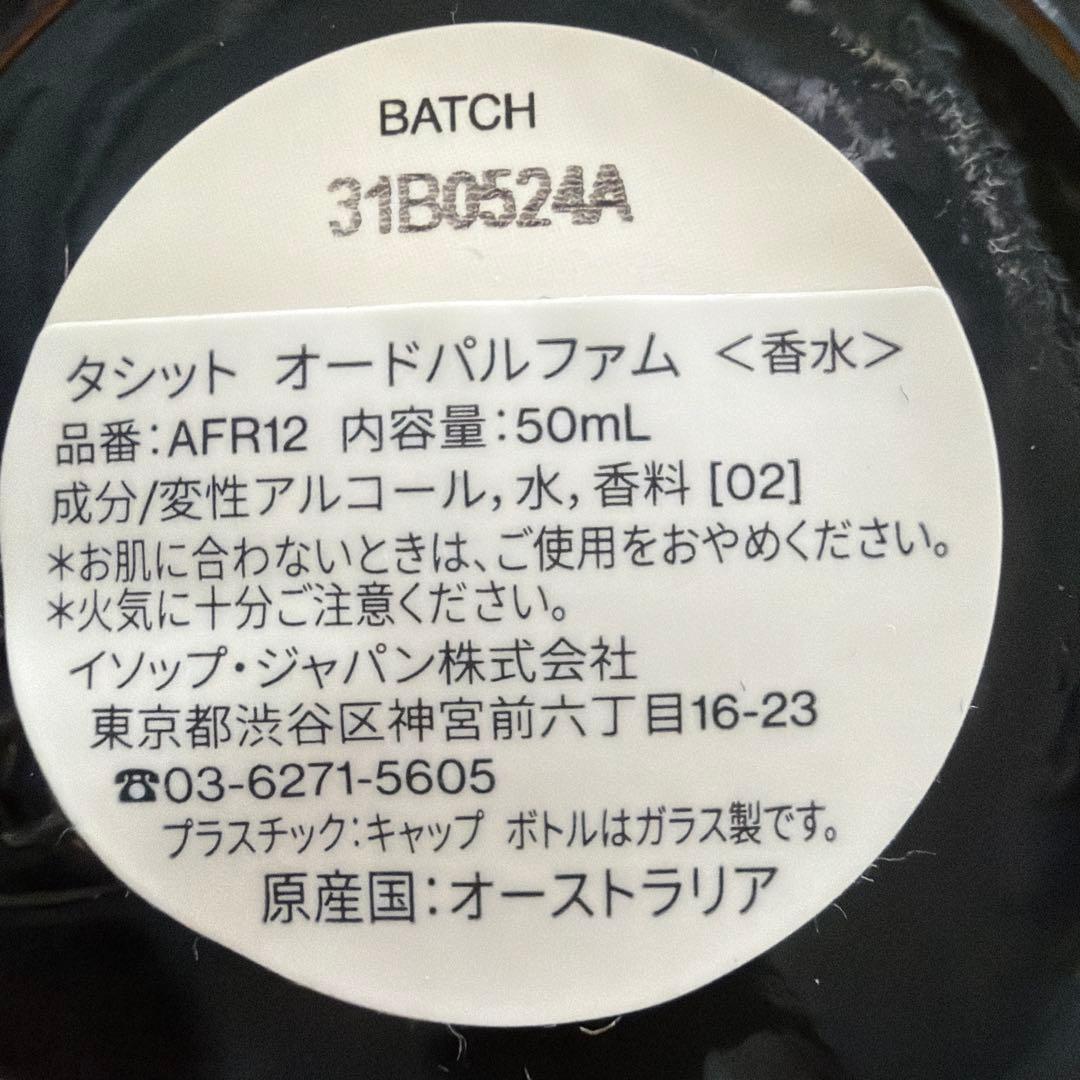 BATCH
31B0524A
タシット オードパルファム ＜香水＞
品番：AFR12 内容量：50mL
成分/変性アルコール, 水, 香料 [02]
＊お肌に合わないときは、ご使用をおやめください。
＊火気に十分ご注意ください。
イソップ・ジャパン株式会社
東京都渋谷区神宮前六丁目16-23
☎03-6271-5605
プラスチック：キャップ ボトルはガラス製です。
原産国：オーストラリア